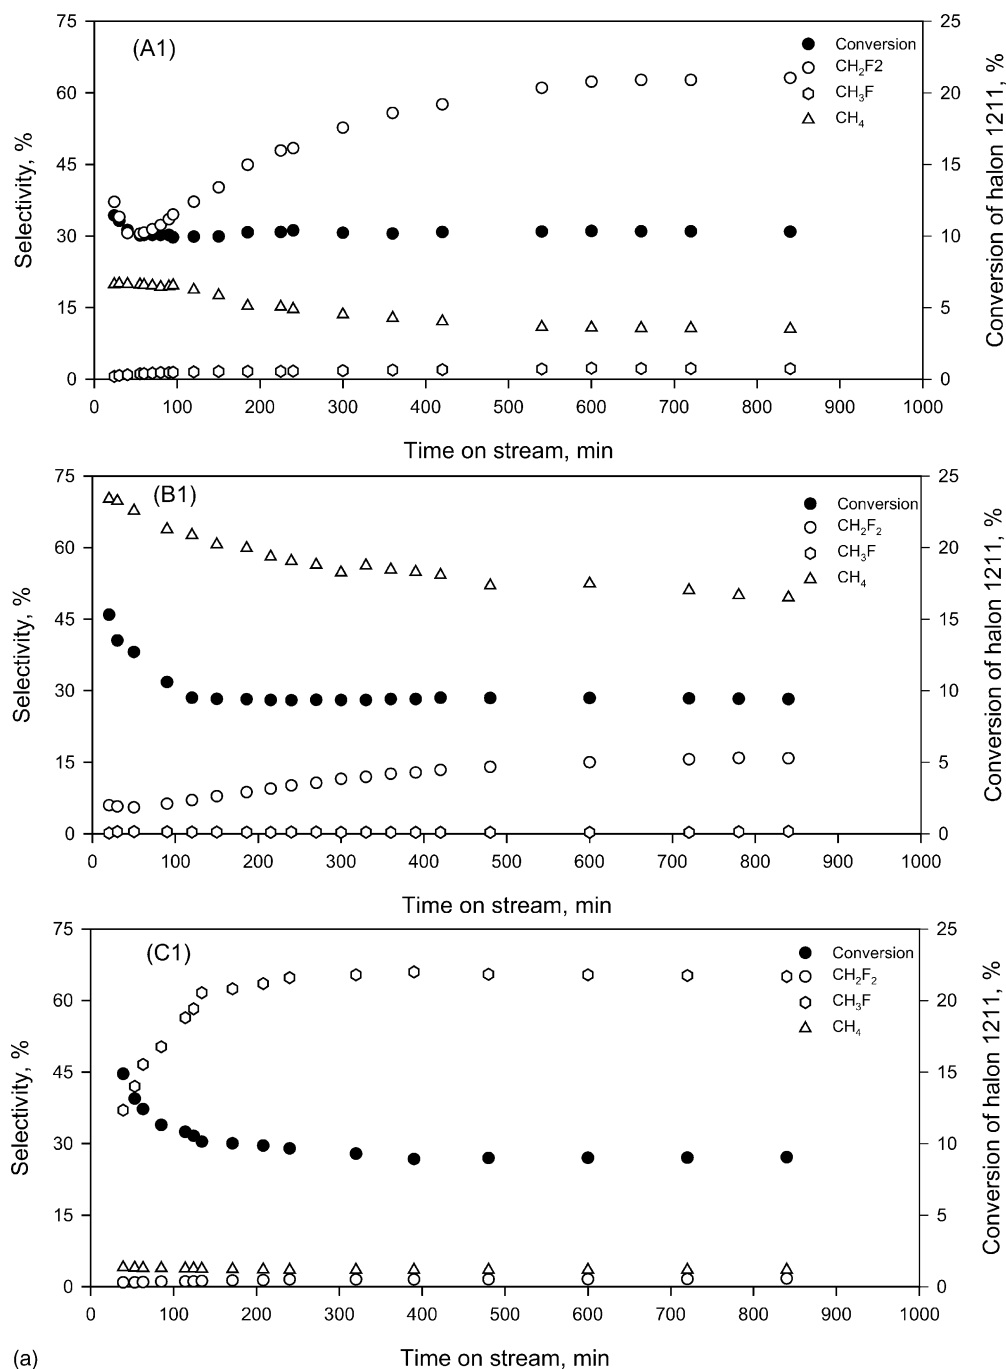 (A1)
Conversion
CH2F2
CH3F
CH4
75
60
45
30
15
0
25
20
15
10
5
0
0 100 200 300 400 500 600 700 800 900 1000
Selectivity, %
Conversion of halon 1211, %
Time on stream, min
(B1)
Conversion
CH2F2
CH3F
CH4
75
60
45
30
15
0
25
20
15
10
5
0
0 100 200 300 400 500 600 700 800 900 1000
Selectivity, %
Conversion of halon 1211, %
Time on stream, min
(C1)
Conversion
CH2F2
CH3F
CH4
75
60
45
30
15
0
25
20
15
10
5
0
0 100 200 300 400 500 600 700 800 900 1000
Selectivity, %
Conversion of halon 1211, %
Time on stream, min
(a)